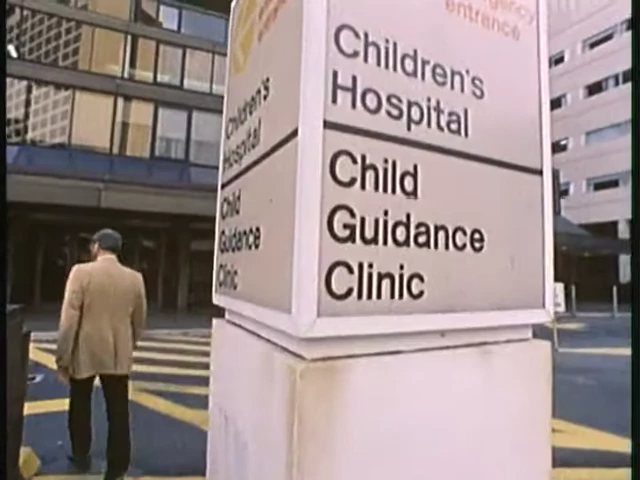 entrance
Children's
Hospital
Child
Guidance
Clinic
Children's
Hospital
Child
Guidance
Clinic